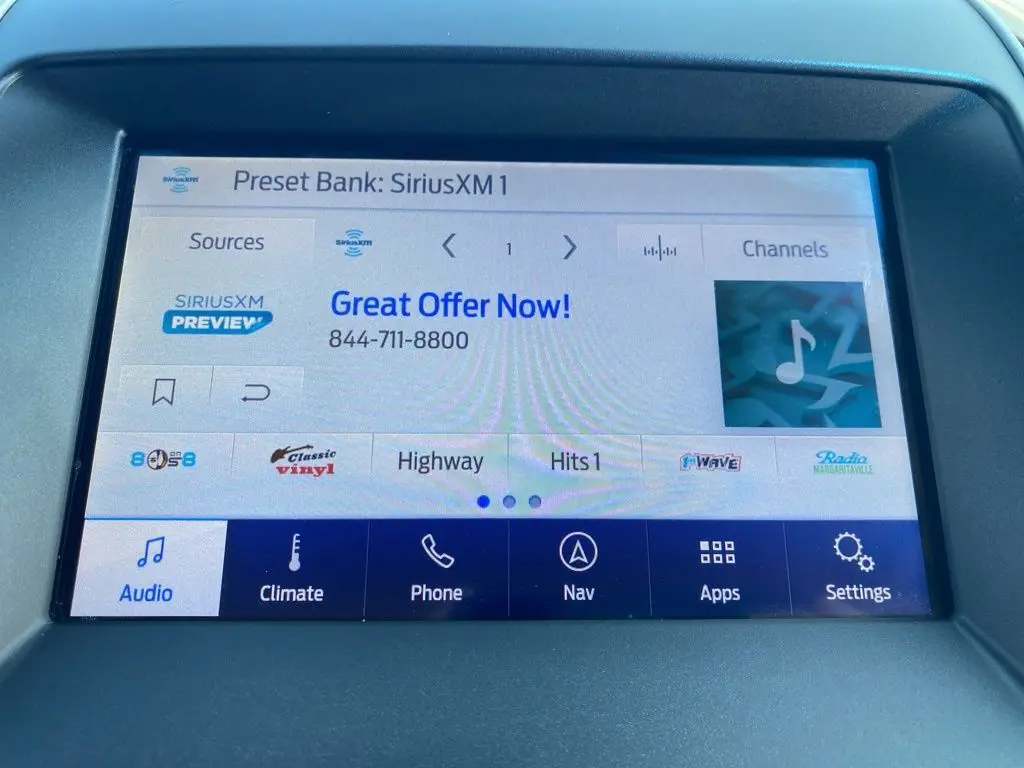 SiriusXM Preset Bank: SiriusXM 1
Sources SiriusXM 1 Channels
SIRIUSXM
PREVIEW
Great Offer Now!
844-711-8800
80s on 8
Classic
vinyl
Highway
Hits 1
1st WAVE
Radio
MARGARITAVILLE
Audio Climate Phone Nav Apps Settings